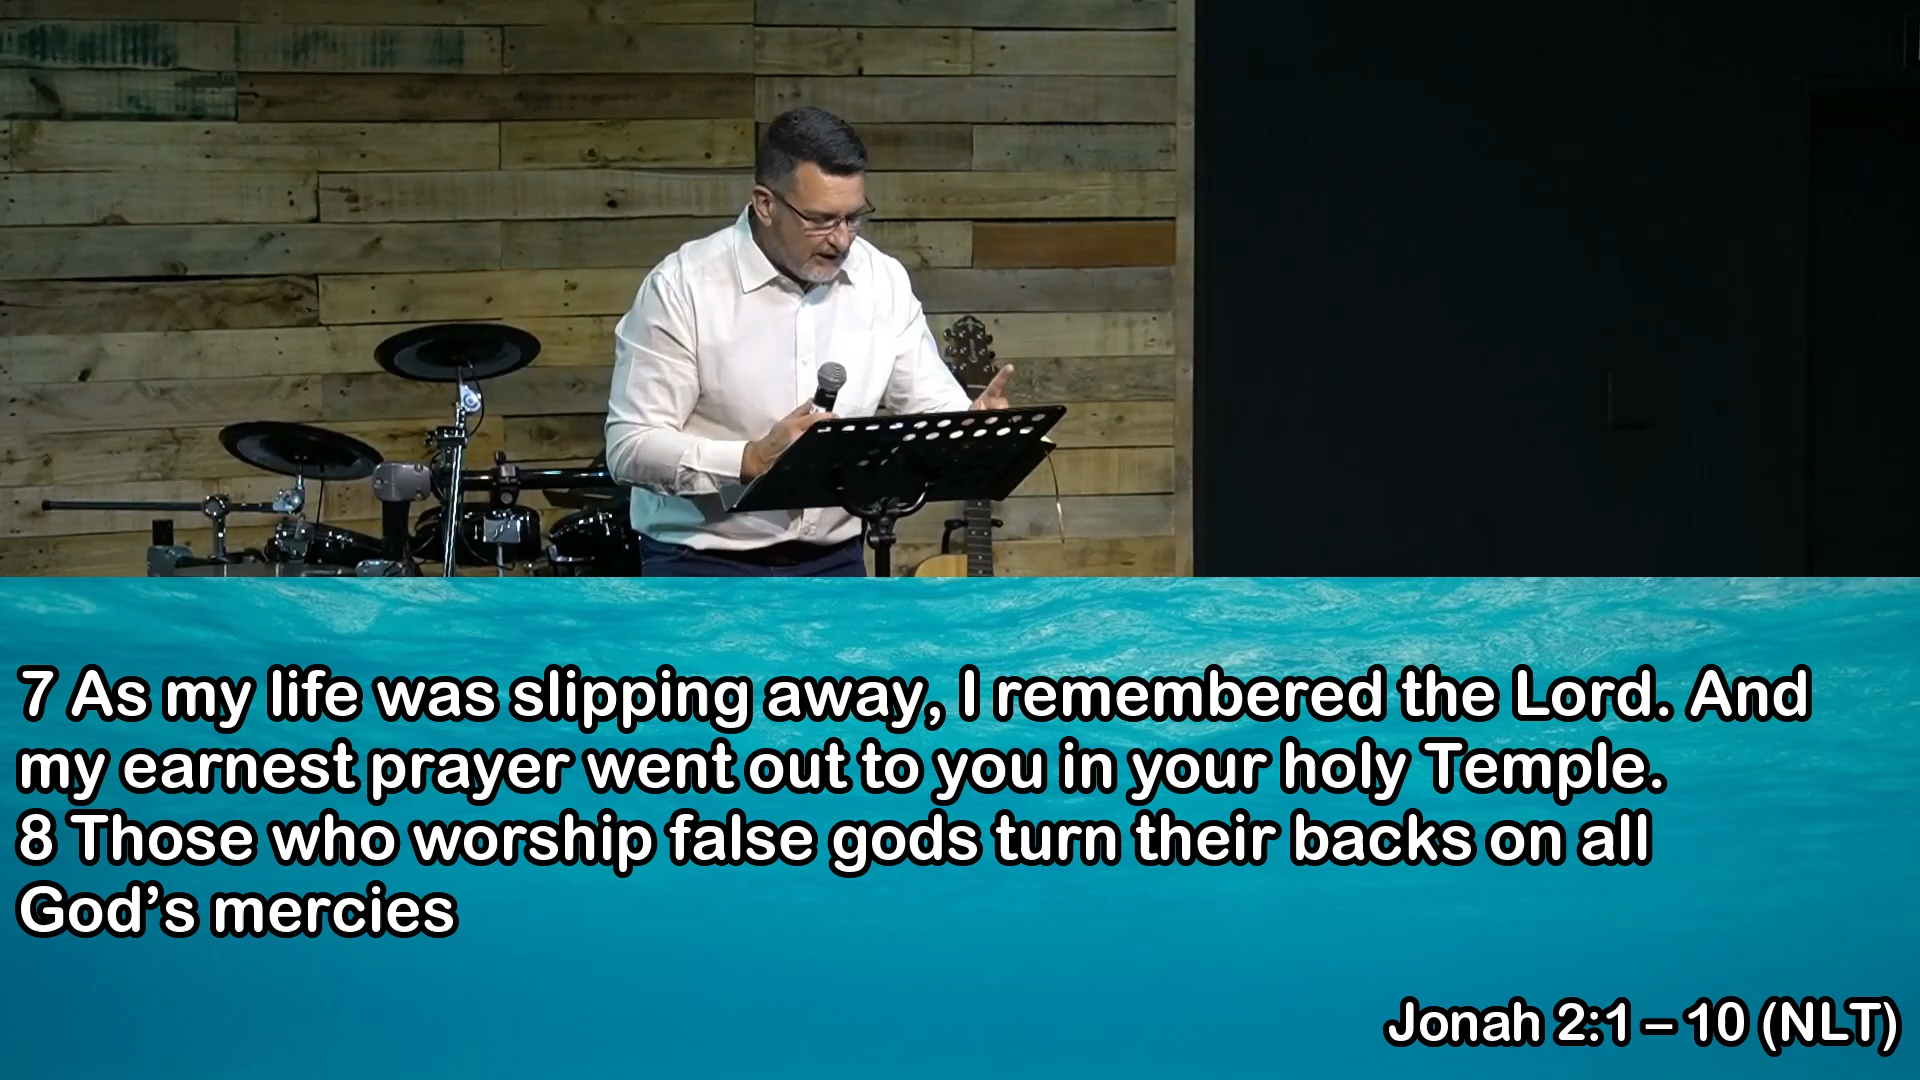 7 As my life was slipping away, I remembered the Lord. And
my earnest prayer went out to you in your holy Temple.
8 Those who worship false gods turn their backs on all
God’s mercies
Jonah 2:1 – 10 (NLT)